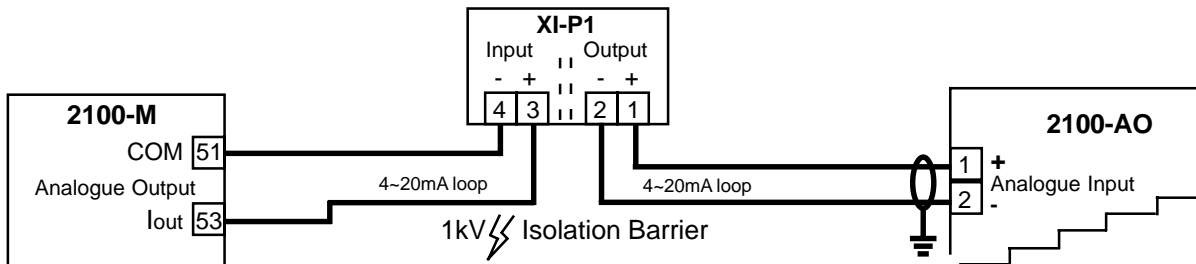 XI-P1
Input Output
- + - +
4 3 2 1
2100-M
COM 51
Analogue Output
Iout 53
4~20mA loop
4~20mA loop
1kV Isolation Barrier
2100-AO
1 +
Analogue Input
2 -